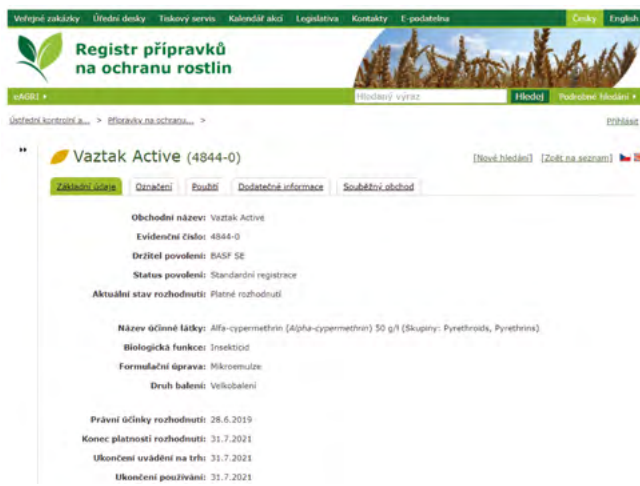 Veřejné zakázky Úřední desky Tiskový servis Kalendář akcí Legislativa Kontakty E-podatelna Česky English
Registr přípravků
na ochranu rostlin
eAGRI Hledaný výraz Hledej Podrobné hledání
Ústřední kontrolní a... > Přípravky na ochranu... > Přihlásit
Vaztak Active (4844-0) [Nové hledání] [Zpět na seznam]
Základní údaje Označení Použití Dodatečné informace Souběžný obchod
Obchodní název: Vaztak Active
Evidenční číslo: 4844-0
Držitel povolení: BASF SE
Status povolení: Standardní registrace
Aktuální stav rozhodnutí: Platné rozhodnutí
Název účinné látky: Alfa-cypermethrin (Alpha-cypermethrin) 50 g/l (Skupiny: Pyrethroids, Pyrethrins)
Biologická funkce: Insekticid
Formulační úprava: Mikroemulze
Druh balení: Velkobalení
Právní účinky rozhodnutí: 28.6.2019
Konec platnosti rozhodnutí: 31.7.2021
Ukončení uvádění na trh: 31.7.2021
Ukončení používání: 31.7.2021